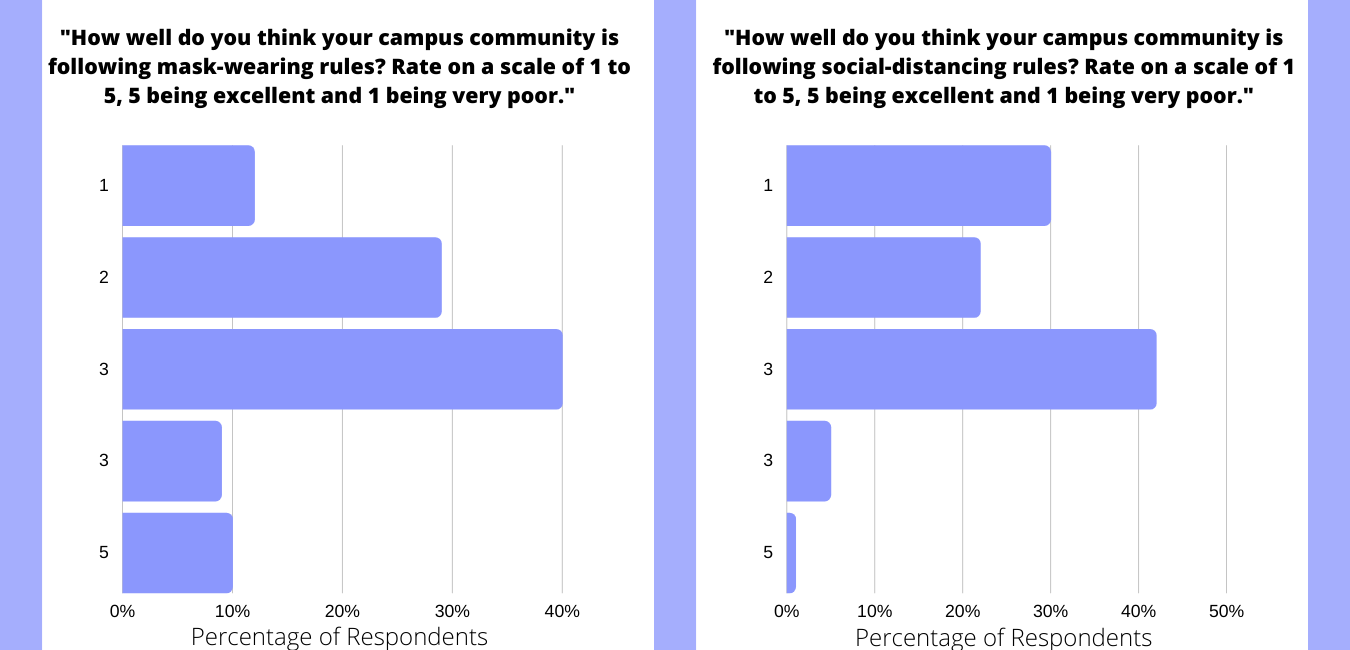 "How well do you think your campus community is
following mask-wearing rules? Rate on a scale of 1 to
5, 5 being excellent and 1 being very poor."
1
2
3
3
5
0% 10% 20% 30% 40%
Percentage of Respondents
"How well do you think your campus community is
following social-distancing rules? Rate on a scale of 1
to 5, 5 being excellent and 1 being very poor."
1
2
3
3
5
0% 10% 20% 30% 40% 50%
Percentage of Respondents